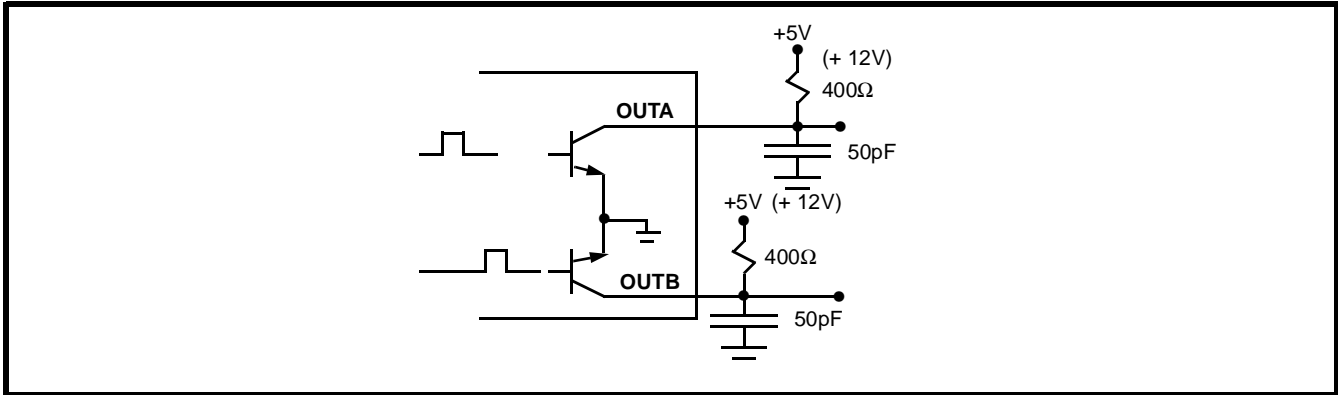 +5V
(+ 12V)
400Ω
OUTA
50pF
+5V (+ 12V)
400Ω
OUTB
50pF